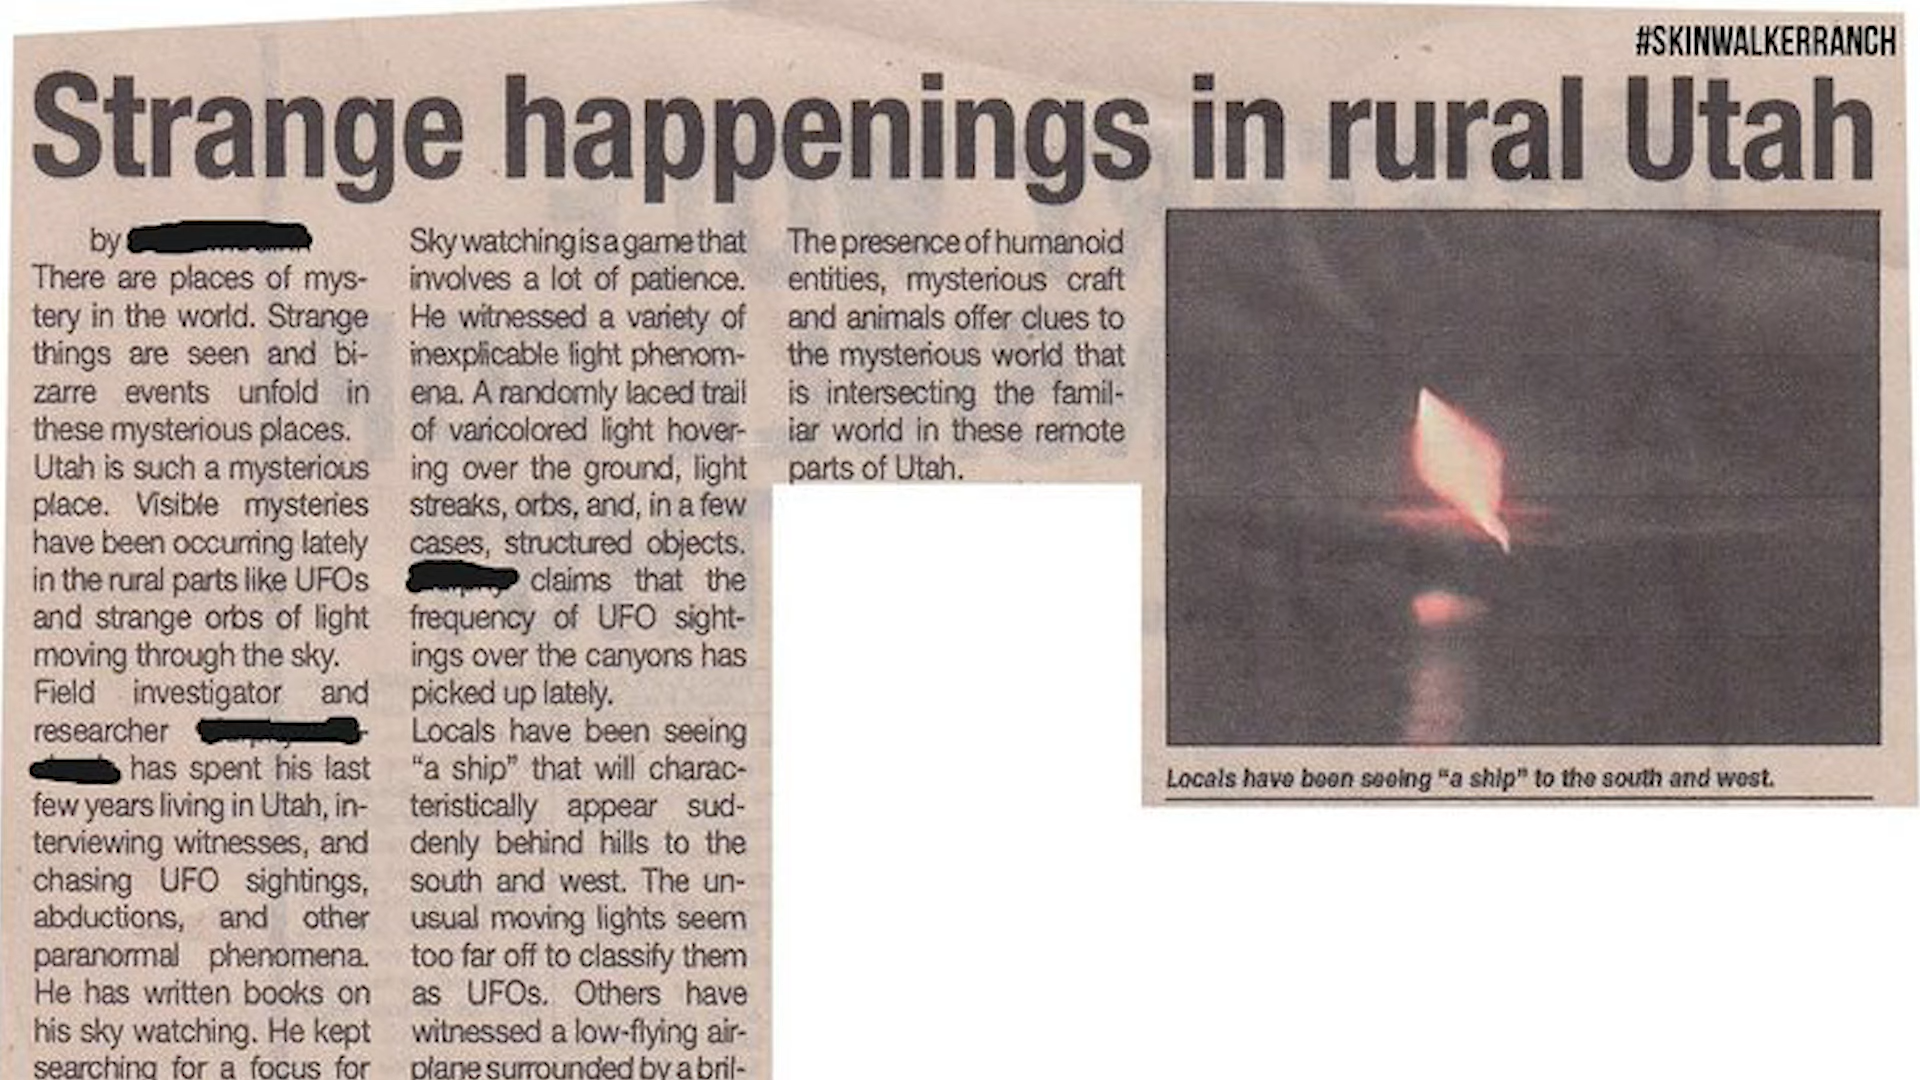 #SKINWALKERRANCH
Strange happenings in rural Utah
by
There are places of mys-
tery in the world. Strange
things are seen and bi-
zarre events unfold in
these mysterious places.
Utah is such a mysterious
place. Visible mysteries
have been occurring lately
in the rural parts like UFOs
and strange orbs of light
moving through the sky.
Field investigator and
researcher
has spent his last
few years living in Utah, in-
terviewing witnesses, and
chasing UFO sightings,
abductions, and other
paranormal phenomena.
He has written books on
his sky watching. He kept
searching for a focus for
Sky watching is a game that
involves a lot of patience.
He witnessed a variety of
inexplicable light phenom-
ena. A randomly laced trail
of varicolored light hover-
ing over the ground, light
streaks, orbs, and, in a few
cases, structured objects.
claims that the
frequency of UFO sight-
ings over the canyons has
picked up lately.
Locals have been seeing
“a ship” that will charac-
teristically appear sud-
denly behind hills to the
south and west. The un-
usual moving lights seem
too far off to classify them
as UFOs. Others have
witnessed a low-flying air-
plane surrounded by a bril-
The presence of humanoid
entities, mysterious craft
and animals offer clues to
the mysterious world that
is intersecting the famil-
iar world in these remote
parts of Utah.
Locals have been seeing “a ship” to the south and west.